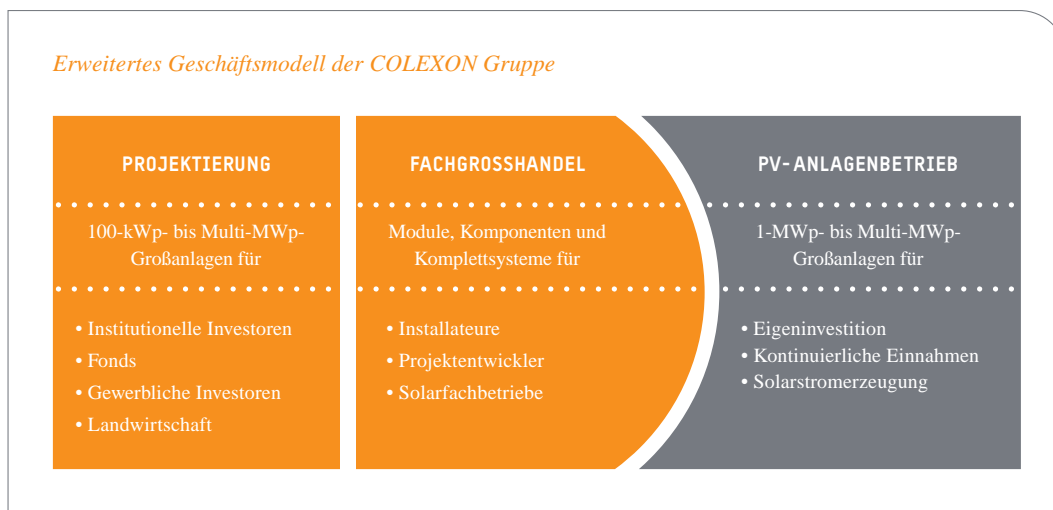 Erweitertes Geschäftsmodell der COLEXON Gruppe
PROJEKTIERUNG
100-kWp- bis Multi-MWp-
Großanlagen für
• Institutionelle Investoren
• Fonds
• Gewerbliche Investoren
• Landwirtschaft
FACHGROSSHANDEL
Module, Komponenten und
Komplettsysteme für
• Installateure
• Projektentwickler
• Solarfachbetriebe
PV-ANLAGENBETRIEB
1-MWp- bis Multi-MWp-
Großanlagen für
• Eigeninvestition
• Kontinuierliche Einnahmen
• Solarstromerzeugung